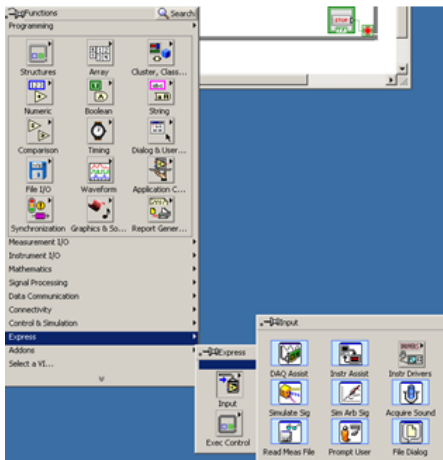 Functions Search
Programming
Structures Array Cluster, Class...
Numeric Boolean String
Comparison Timing Dialog & User...
File I/O Waveform Application C...
Synchronization Graphics & So... Report Gener...
Measurement I/O
Instrument I/O
Mathematics
Signal Processing
Data Communication
Connectivity
Control & Simulation
Express
Addons
Select a VI...
STOP
Express
Input
Exec Control
Input
DAQ Assist Instr Assist Instr Drivers
Simulate Sig Sim Arb Sig Acquire Sound
Read Meas File Prompt User File Dialog